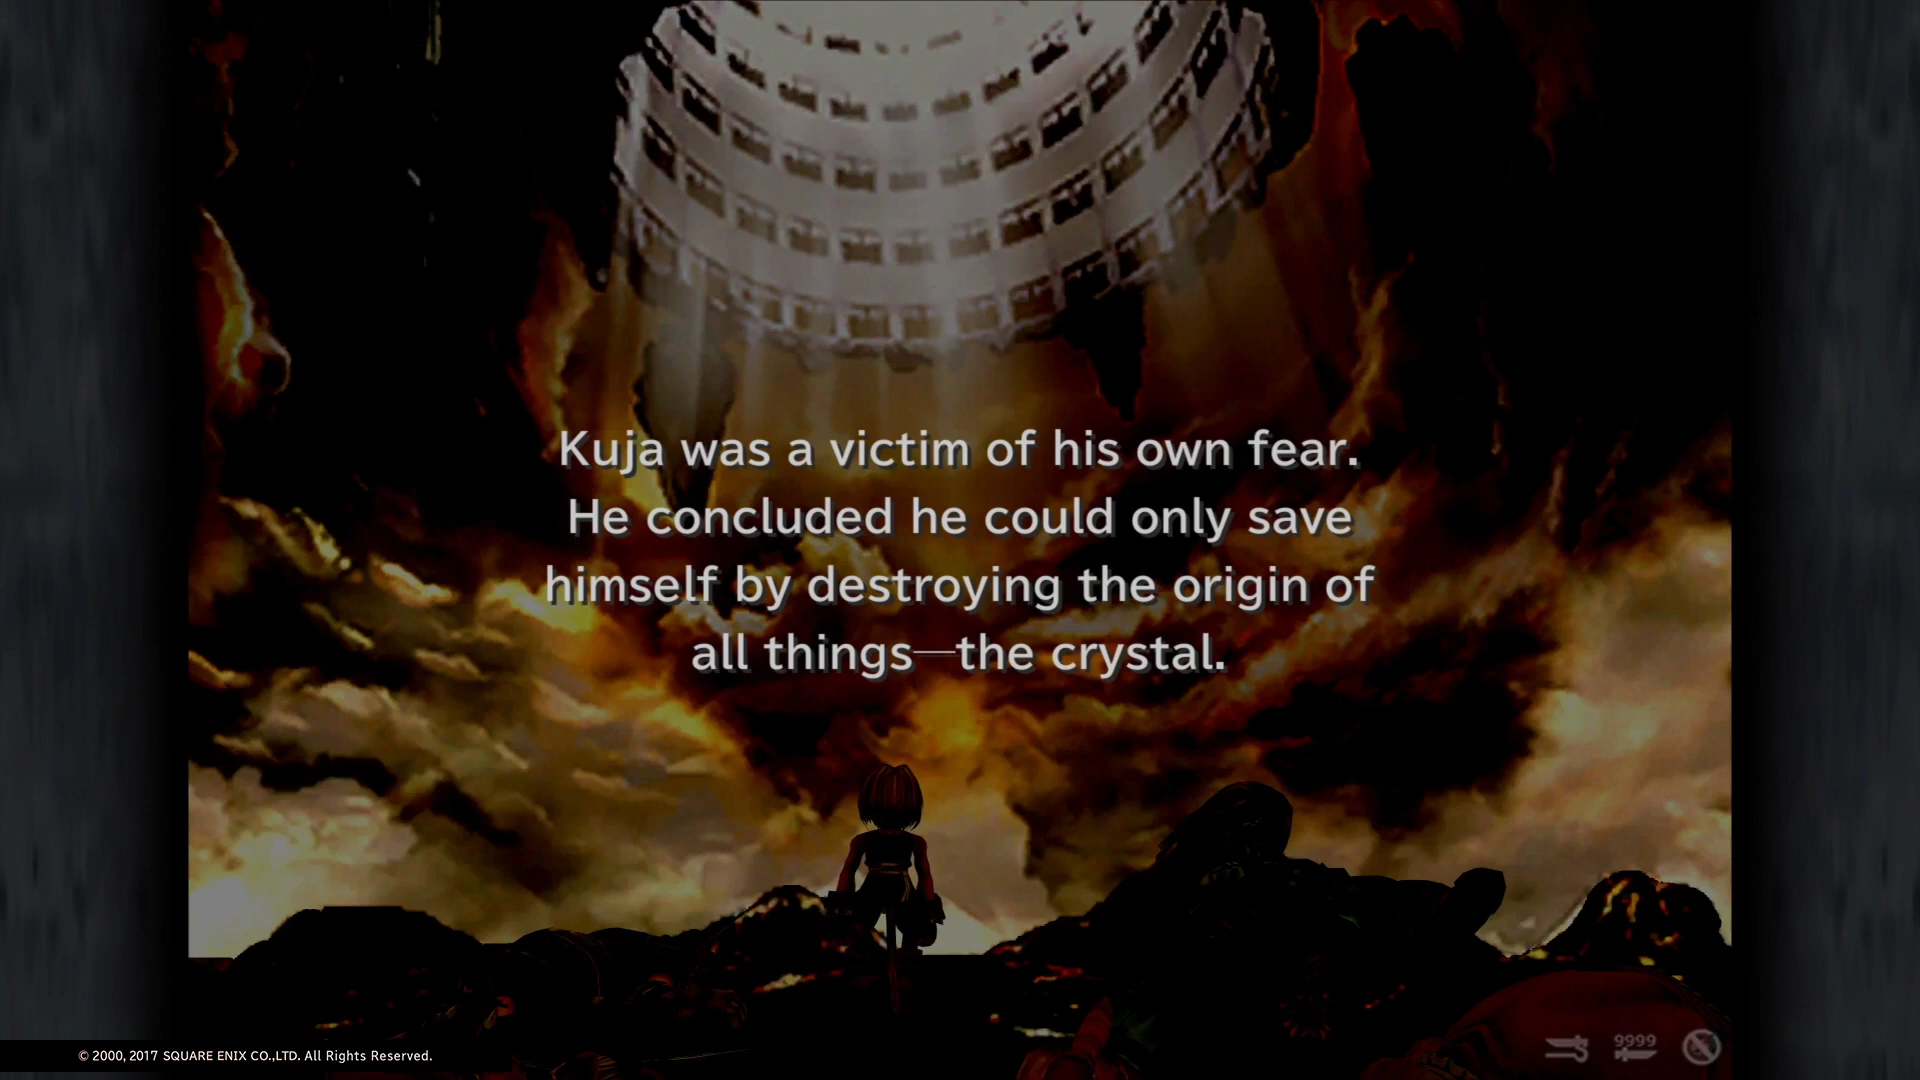 Kuja was a victim of his own fear.
He concluded he could only save
himself by destroying the origin of
all things—the crystal.
9999
© 2000, 2017 SQUARE ENIX CO.,LTD. All Rights Reserved.